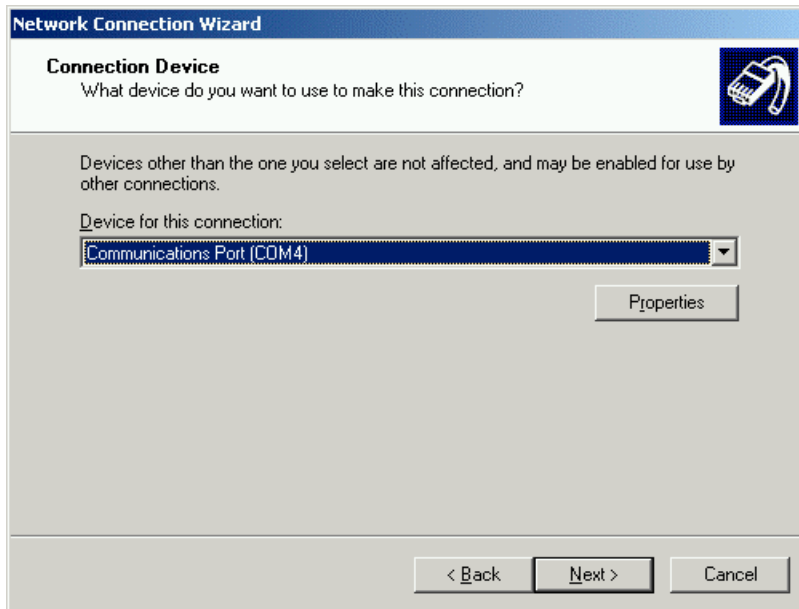 Network Connection Wizard
Connection Device
What device do you want to use to make this connection?
Devices other than the one you select are not affected, and may be enabled for use by
other connections.
Device for this connection:
Communications Port (COM4)
Properties
< Back
Next >
Cancel